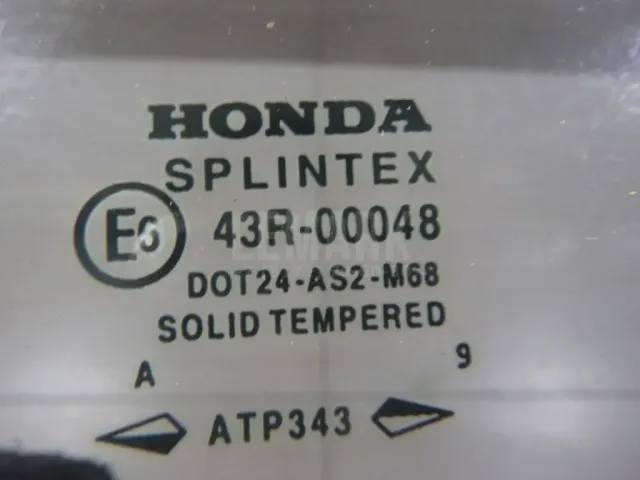 HONDA
SPLINTEX
E6 43R-00048
DOT24-AS2-M68
SOLID TEMPERED
A 9
ATP343